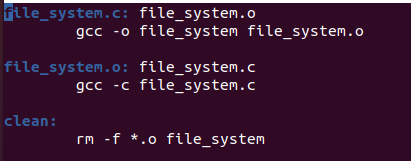 file_system.c: file_system.o
gcc -o file_system file_system.o
file_system.o: file_system.c
gcc -c file_system.c
clean:
rm -f *.o file_system